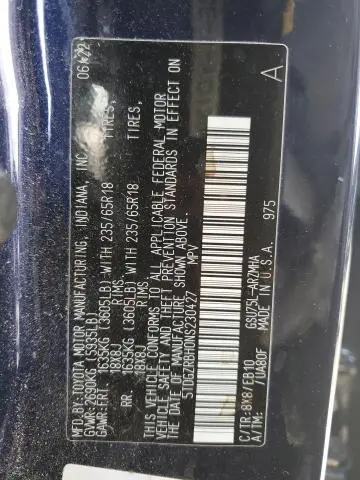 MFD.BY:TOYOTA MOTOR MANUFACTURING, INDIANA, INC. 06/22
GVWR:2690KG (5935LB)
GAWR:FRT. 1635KG (3605LB)WITH 235/65R18 TIRES,
18X8J RIMS
RR. 1635KG (3605LB)WITH 235/65R18 TIRES,
18X8J RIMS
THIS VEHICLE CONFORMS TO ALL APPLICABLE FEDERAL MOTOR
VEHICLE SAFETY AND THEFT PREVENTION STANDARDS IN EFFECT ON
THE DATE OF MANUFACTURE SHOWN ABOVE.
5TDGZRBH0NS230427 MPV
C/TR:8X8/EB10 GSU75L-ARZMHA
A/TM: /UA80F MADE IN U.S.A. 975
A